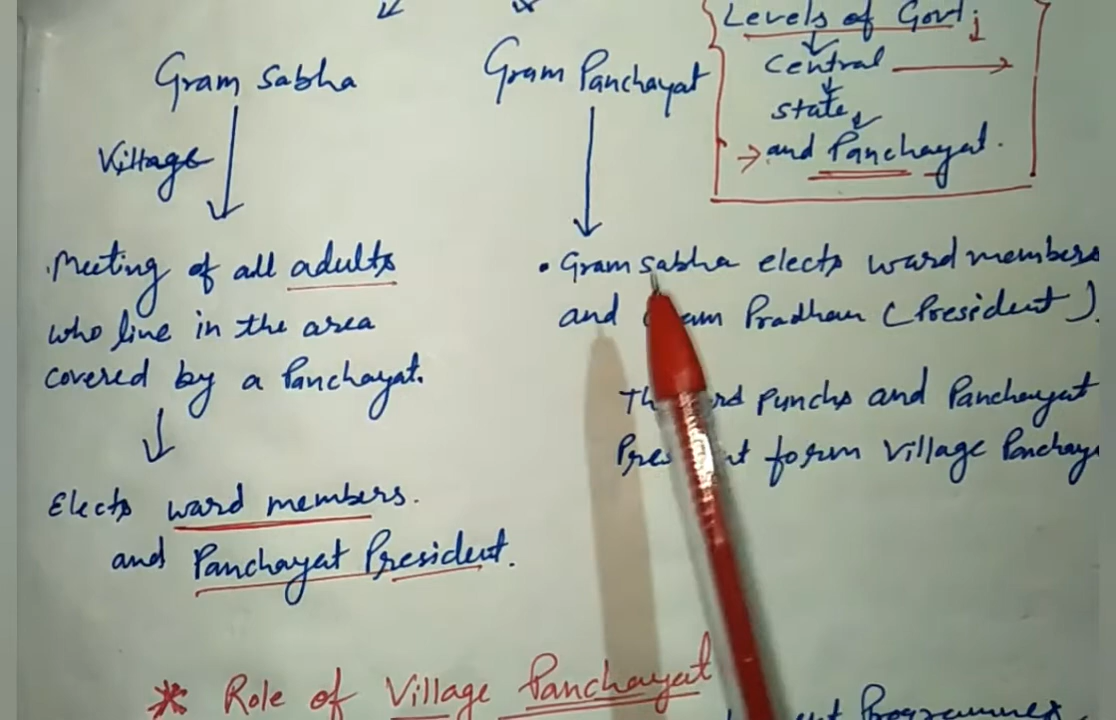 Levels of Govt;
Central
state
and Panchayat.
Gram Sabha
Village
Meeting of all adults
who line in the area
covered by a Panchayat.
Elects ward members.
and Panchayat President.
Gram Panchayat
• Gram sabha elects ward members
and Pradhan (President).
Punchs and Panchayat
form Village
* Role of Village Panchayat
Programmes